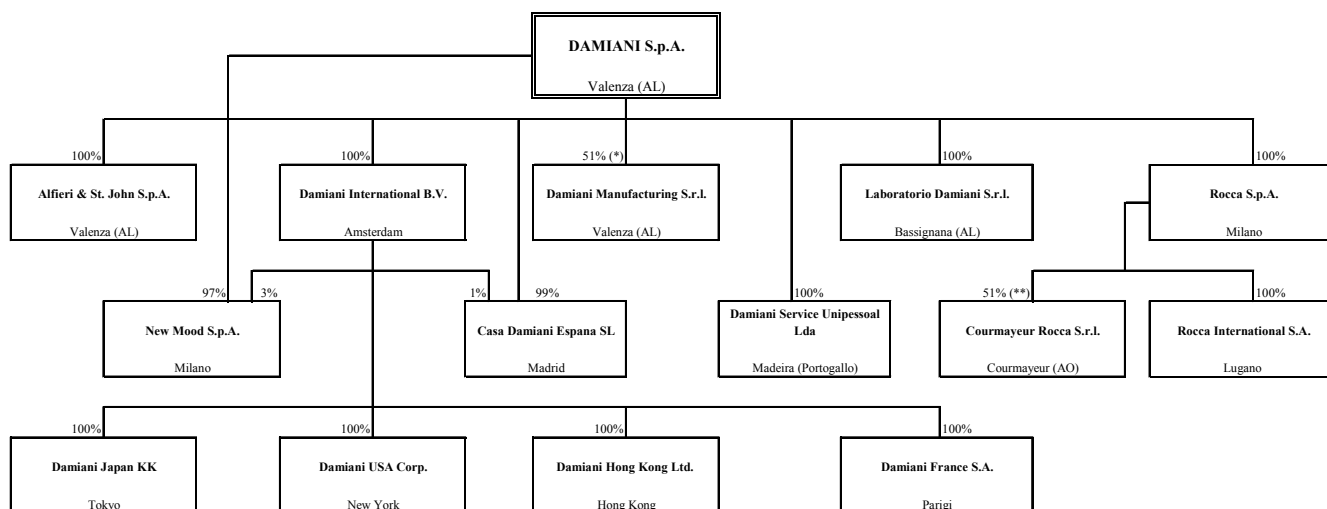 DAMIANI S.p.A.
Valenza (AL)
100%
100%
51% (*)
100%
100%
Alfieri & St. John S.p.A.
Damiani International B.V.
Damiani Manufacturing S.r.l.
Laboratorio Damiani S.r.l.
Rocca S.p.A.
Valenza (AL)
Amsterdam
Valenza (AL)
Bassignana (AL)
Milano
97%
3%
1%
99%
100%
51% (**)
100%
New Mood S.p.A.
Casa Damiani Espana SL
Damiani Service Unipessoal
Lda
Courmayeur Rocca S.r.l.
Rocca International S.A.
Milano
Madrid
Madeira (Portogallo)
Courmayeur (AO)
Lugano
100%
100%
100%
100%
Damiani Japan KK
Damiani USA Corp.
Damiani Hong Kong Ltd.
Damiani France S.A.
Tokyo
New York
Hong Kong
Parigi